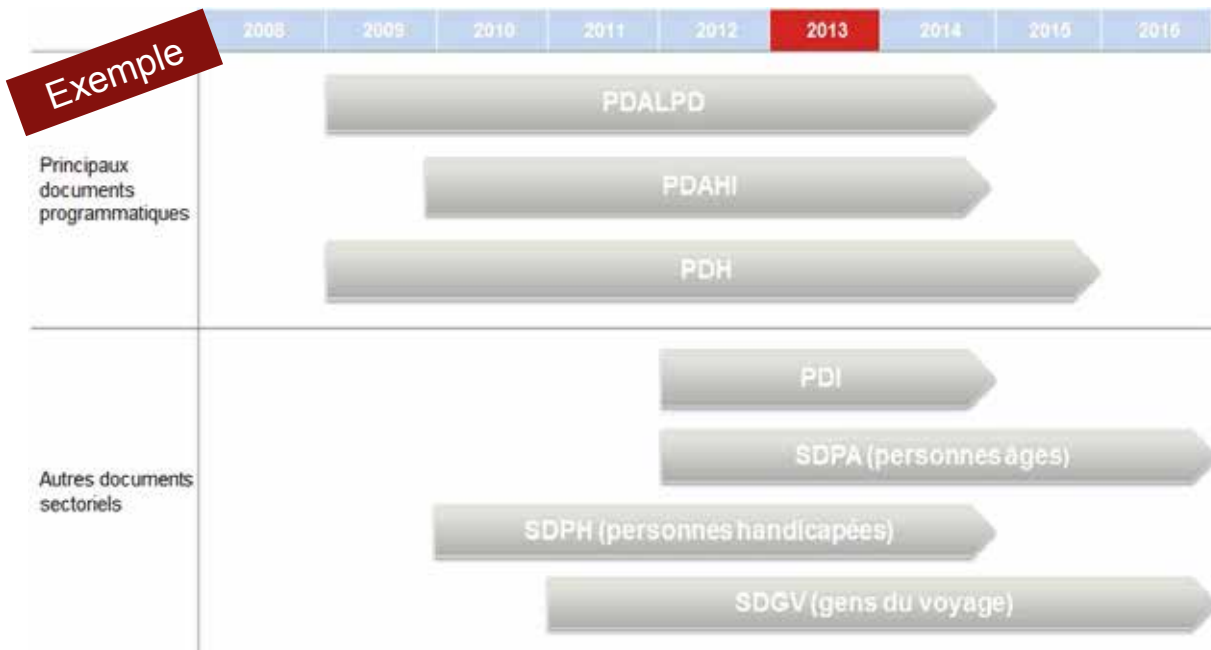 Exemple
2008 2009 2010 2011 2012 2013 2014 2015 2016
Principaux
documents
programmatiques
PDALPD
PDAHI
PDH
Autres documents
sectoriels
PDI
SDPA (personnes âges)
SDPH (personnes handicapées)
SDGV (gens du voyage)